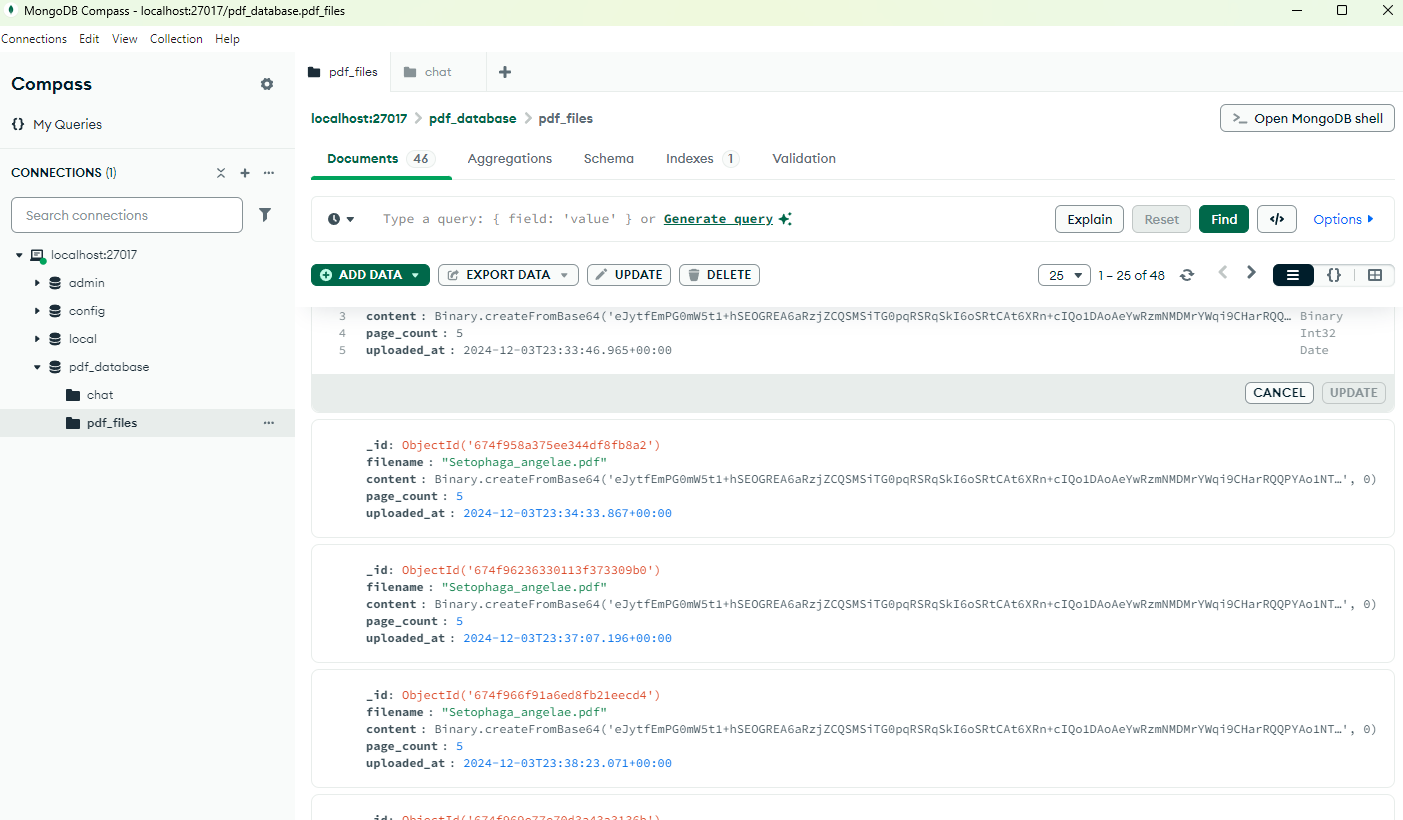 MongoDB Compass - localhost:27017/pdf_database.pdf_files
Connections Edit View Collection Help
Compass
My Queries
CONNECTIONS (1)
Search connections
localhost:27017
admin
config
local
pdf_database
chat
pdf_files
pdf_files chat
localhost:27017 > pdf_database > pdf_files
Open MongoDB shell
Documents 46 Aggregations Schema Indexes 1 Validation
Type a query: { field: 'value' } or Generate query
Explain Reset Find </> Options
ADD DATA EXPORT DATA UPDATE DELETE
25 1 – 25 of 48 {}
3 content : Binary.createFromBase64('eJytfEmPG0mW5t1+hSEOGREA6aRzjZCQSMSiTG0pqRSRqSkI6oSRtCAt6XRn+cIQo1DAoAeYwRzmNMDMrYWqi9CHarRQQ… Binary
4 page_count : 5 Int32
5 uploaded_at : 2024-12-03T23:33:46.965+00:00 Date
CANCEL UPDATE
_id: ObjectId('674f958a375ee344df8fb8a2')
filename : "Setophaga_angelae.pdf"
content : Binary.createFromBase64('eJytfEmPG0mW5t1+hSEOGREA6aRzjZCQSMSiTG0pqRSRqSkI6oSRtCAt6XRn+cIQo1DAoAeYwRzmNMDMrYWqi9CHarRQQPYAo1NT…', 0)
page_count : 5
uploaded_at : 2024-12-03T23:34:33.867+00:00
_id: ObjectId('674f96236330113f373309b0')
filename : "Setophaga_angelae.pdf"
content : Binary.createFromBase64('eJytfEmPG0mW5t1+hSEOGREA6aRzjZCQSMSiTG0pqRSRqSkI6oSRtCAt6XRn+cIQo1DAoAeYwRzmNMDMrYWqi9CHarRQQPYAo1NT…', 0)
page_count : 5
uploaded_at : 2024-12-03T23:37:07.196+00:00
_id: ObjectId('674f966f91a6ed8fb21eecd4')
filename : "Setophaga_angelae.pdf"
content : Binary.createFromBase64('eJytfEmPG0mW5t1+hSEOGREA6aRzjZCQSMSiTG0pqRSRqSkI6oSRtCAt6XRn+cIQo1DAoAeYwRzmNMDMrYWqi9CHarRQQPYAo1NT…', 0)
page_count : 5
uploaded_at : 2024-12-03T23:38:23.071+00:00